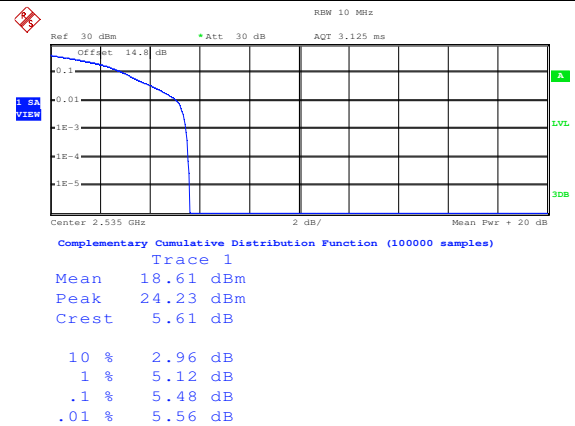 RBW 10 MHz
Ref 30 dBm *Att 30 dB AQT 3.125 ms
Offset 14.8 dB
0.1
A
0.01
1 SA
VIEW
1E-3
LVL
1E-4
1E-5
3DB
Center 2.535 GHz 2 dB/ Mean Pwr + 20 dB
Complementary Cumulative Distribution Function (100000 samples)
Trace 1
Mean 18.61 dBm
Peak 24.23 dBm
Crest 5.61 dB
10 % 2.96 dB
1 % 5.12 dB
.1 % 5.48 dB
.01 % 5.56 dB